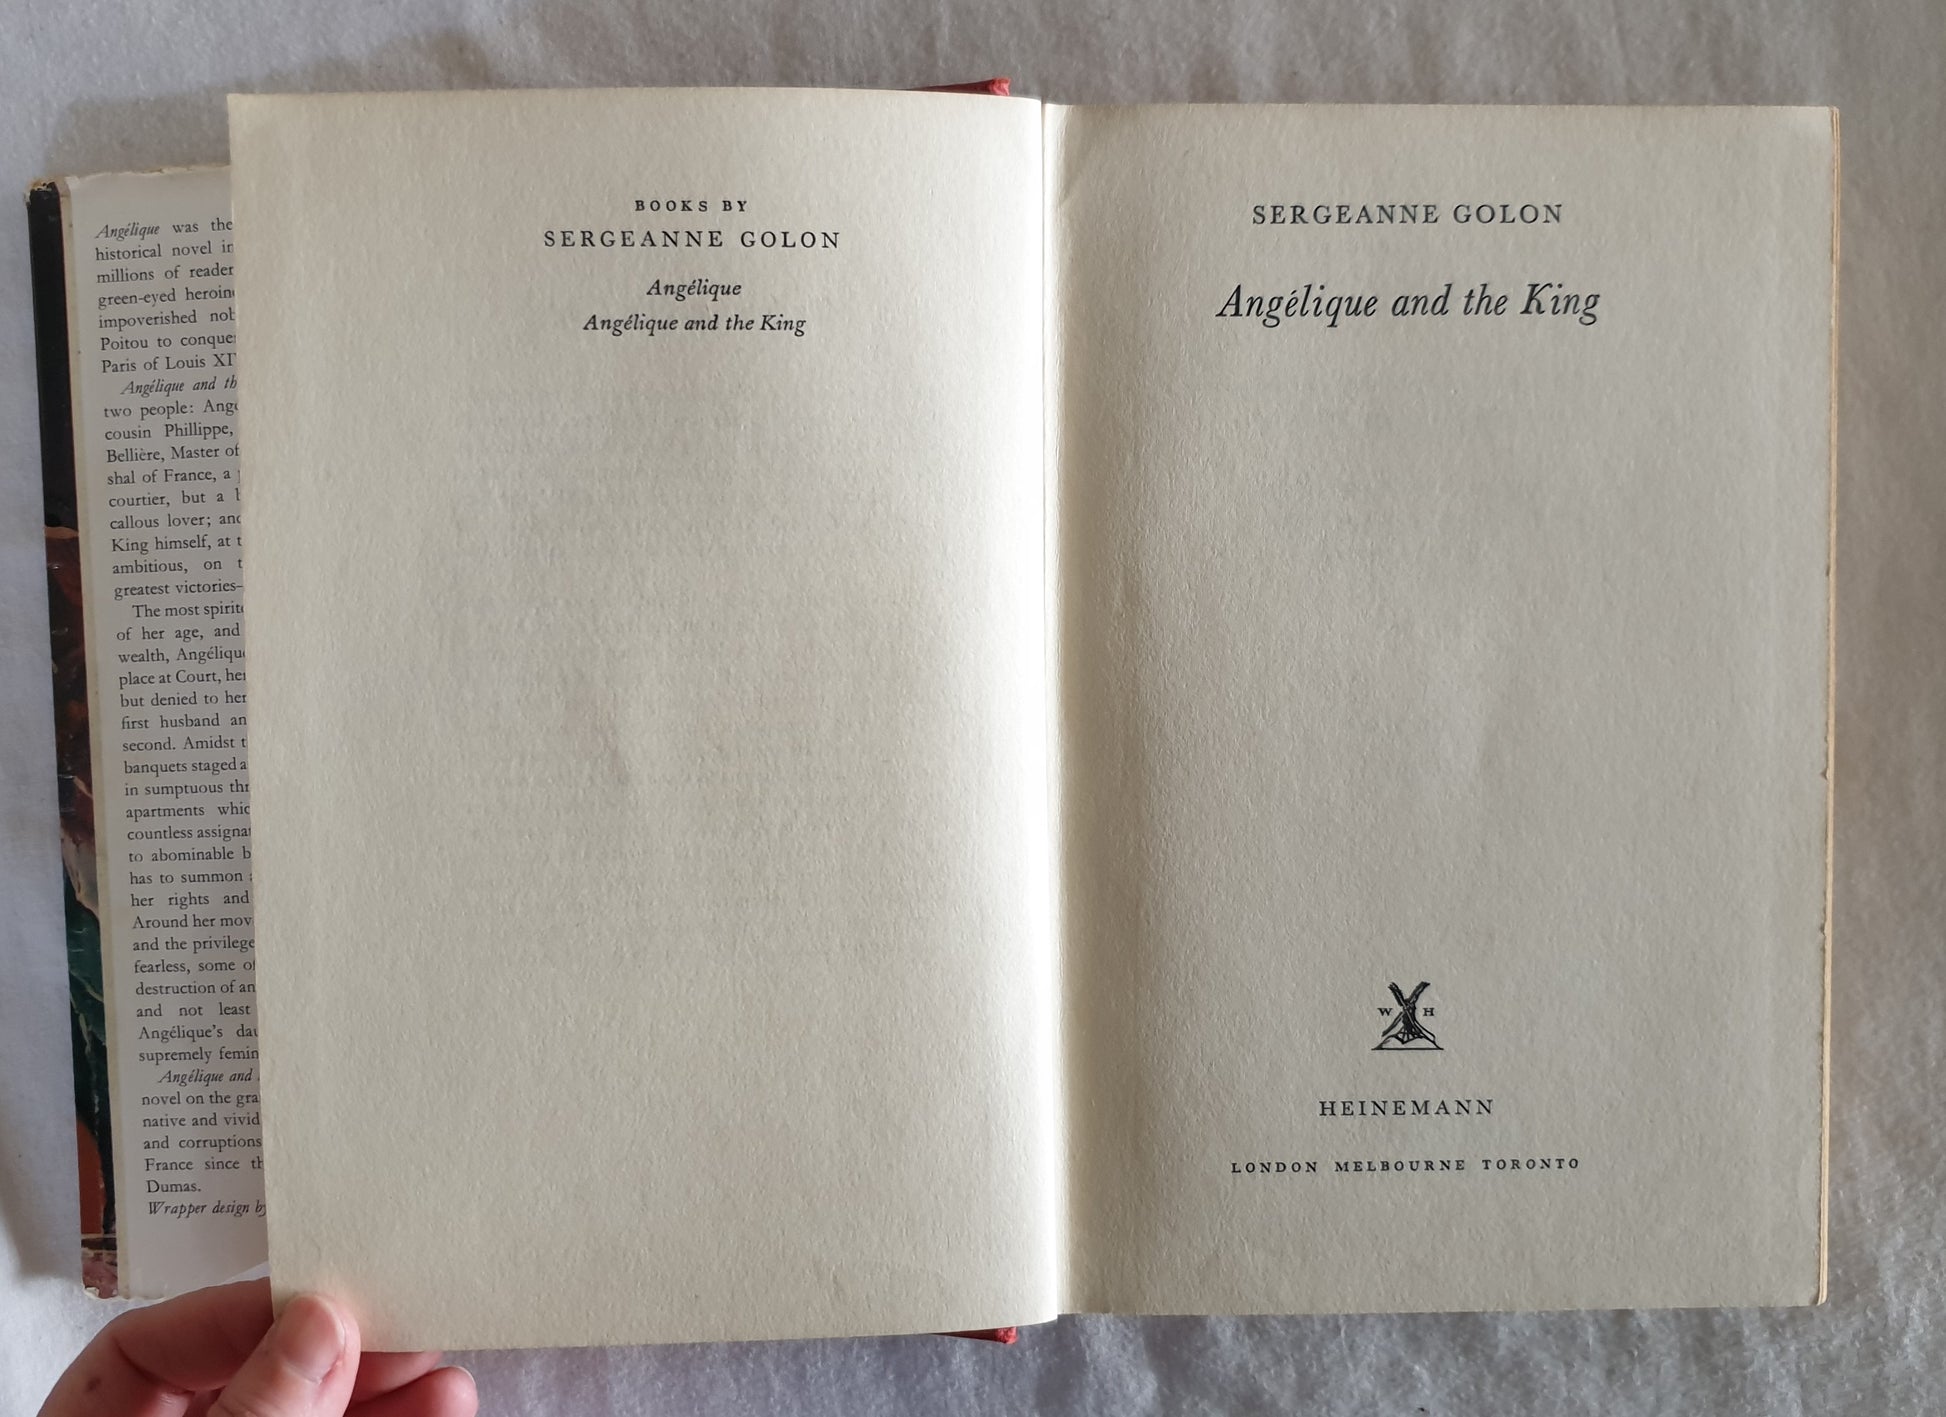 Angélique was the
historical novel in
millions of reader
green-eyed heroin
impoverished nob
Poitou to conque
Paris of Louis XI
Angélique and th
two people: Ang
cousin Phillippe,
Bellière, Master of
shal of France, a
courtier, but a b
callous lover; and
King himself, at t
ambitious, on t
greatest victories—
The most spirit
of her age, and
wealth, Angéliqu
place at Court, her
but denied to her
first husband an
second. Amidst t
banquets staged a
in sumptuous thr
apartments whic
countless assigna
to abominable b
has to summon
her rights and
Around her mov
and the privilege
fearless, some of
destruction of an
and not least
Angélique's dau
supremely femin
Angélique and
novel on the gra
native and vivid
and corruptions
France since th
Dumas.
Wrapper design by
BOOKS BY
SERGEANNE GOLON
Angélique
Angélique and the King
SERGEANNE GOLON
Angélique and the King
W H
HEINEMANN
LONDON MELBOURNE TORONTO